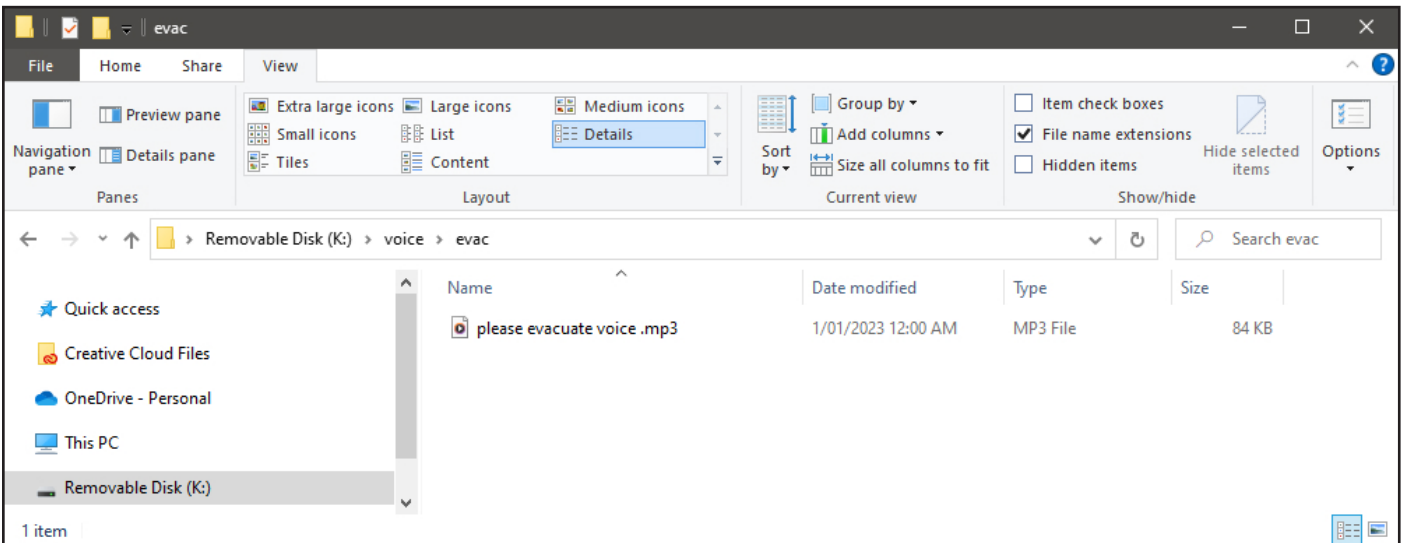 evac
File Home Share View
Navigation pane
Preview pane
Details pane
Panes
Extra large icons Large icons Medium icons
Small icons List Details
Tiles Content
Layout
Sort by
Group by
Add columns
Size all columns to fit
Current view
Item check boxes
File name extensions
Hidden items
Hide selected items
Show/hide
Options
Removable Disk (K:) voice evac
Search evac
Quick access
Creative Cloud Files
OneDrive - Personal
This PC
Removable Disk (K:)
Name Date modified Type Size
please evacuate voice .mp3 1/01/2023 12:00 AM MP3 File 84 KB
1 item